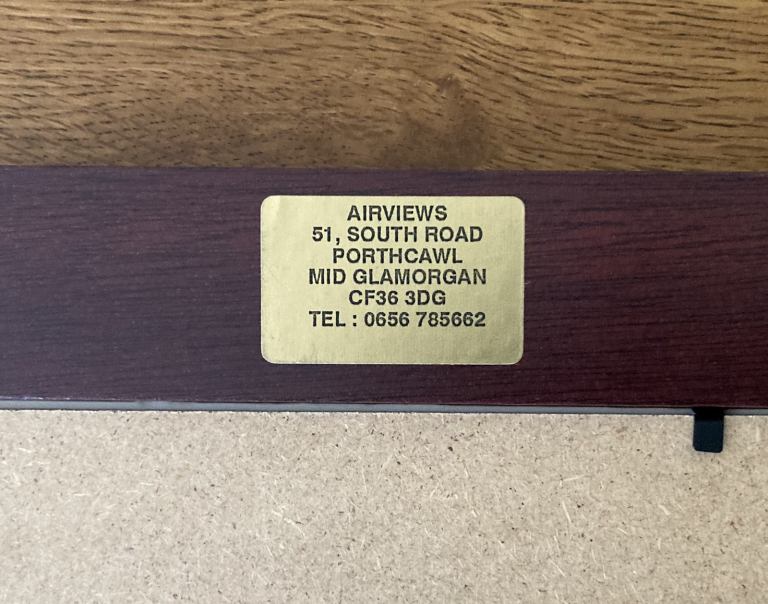 AIRVIEWS
51, SOUTH ROAD
PORTHCAWL
MID GLAMORGAN
CF36 3DG
TEL : 0656 785662